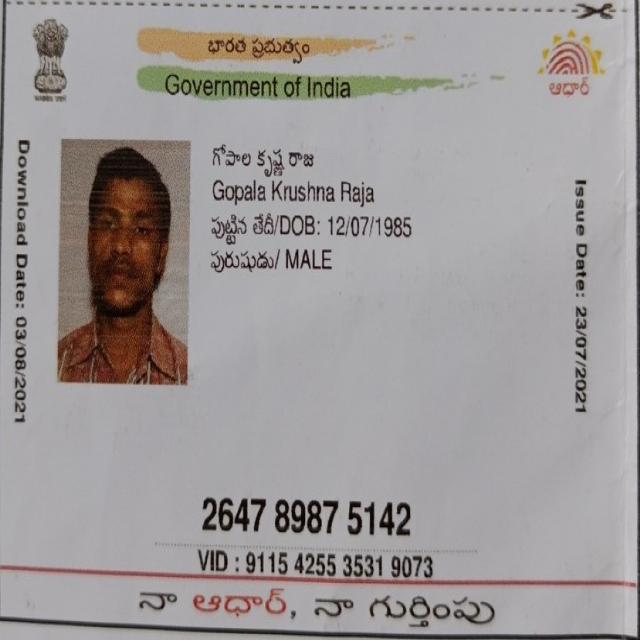 భారత ప్రభుత్వం
Government of India
ఆధార్
గోపాల కృష్ణ రాజ
Gopala Krushna Raja
పుట్టిన తేదీ/DOB: 12/07/1985
పురుషుడు/ MALE
Download Date: 03/08/2021
Issue Date: 23/07/2021
2647 8987 5142
VID : 9115 4255 3531 9073
నా ఆధార్, నా గుర్తింపు